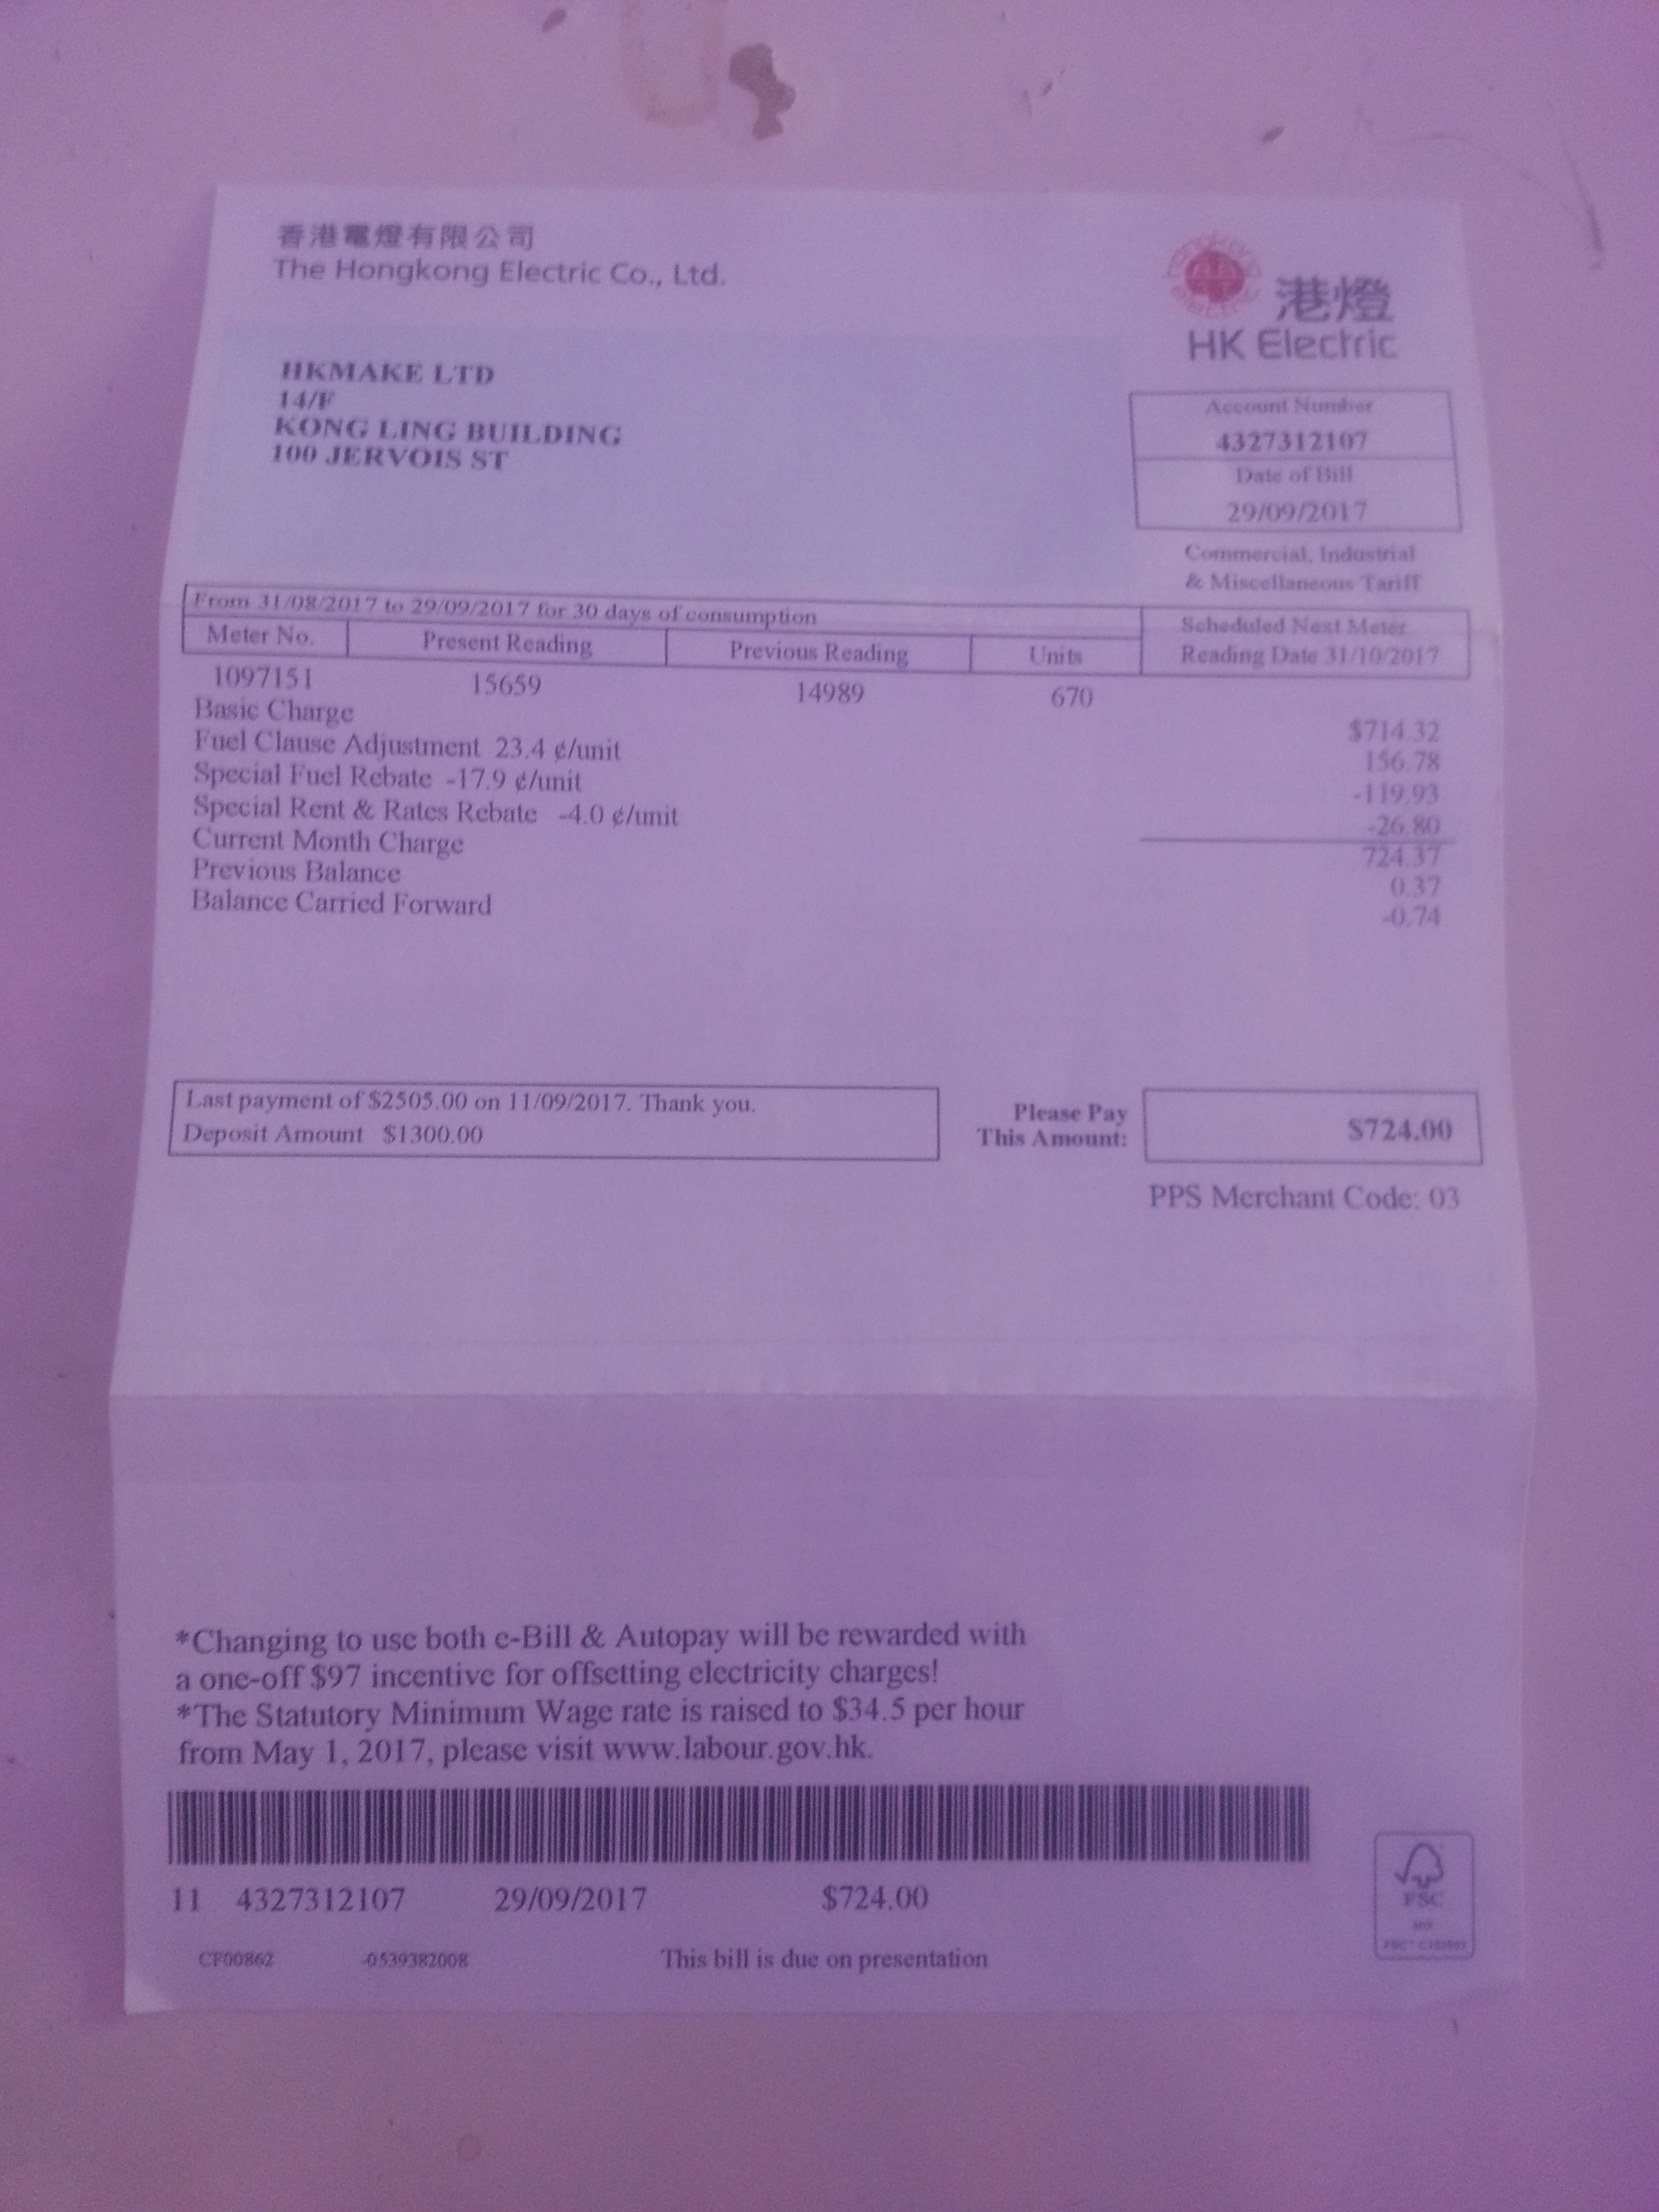 香港電燈有限公司
The Hongkong Electric Co., Ltd.
港燈
HK Electric
HKMAKE LTD
14/F
KONG LING BUILDING
100 JERVOIS ST
Account Number
4327312107
Date of Bill
29/09/2017
Commercial, Industrial
& Miscellaneous Tariff
From 31/08/2017 to 29/09/2017 for 30 days of consumption
Scheduled Next Meter
Reading Date 31/10/2017
Meter No. Present Reading Previous Reading Units
1097151 15659 14989 670
Basic Charge $714.32
Fuel Clause Adjustment 23.4 ¢/unit 156.78
Special Fuel Rebate -17.9 ¢/unit -119.93
Special Rent & Rates Rebate -4.0 ¢/unit -26.80
Current Month Charge 724.37
Previous Balance 0.37
Balance Carried Forward -0.74
Last payment of $2505.00 on 11/09/2017. Thank you.
Deposit Amount $1300.00
Please Pay
This Amount:
$724.00
PPS Merchant Code: 03
*Changing to use both e-Bill & Autopay will be rewarded with
a one-off $97 incentive for offsetting electricity charges!
*The Statutory Minimum Wage rate is raised to $34.5 per hour
from May 1, 2017, please visit www.labour.gov.hk.
11 4327312107 29/09/2017 $724.00
CF00862 -0539382008 This bill is due on presentation
FSC